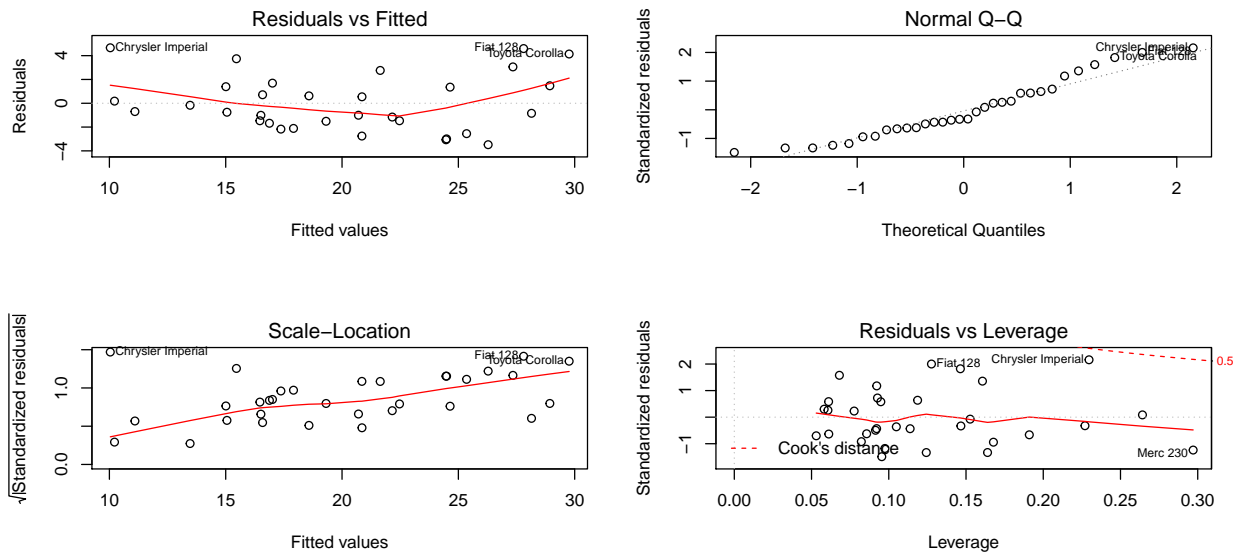 Residuals vs Fitted
Residuals
4
0
−4
Chrysler Imperial
Fiat 128
Toyota Corolla
10 15 20 25 30
Fitted values
Normal Q−Q
Standardized residuals
2
1
−1
Chrysler Imperial
Fiat 128
Toyota Corolla
−2 −1 0 1 2
Theoretical Quantiles
Scale−Location
√|Standardized residuals|
1.0
0.0
Chrysler Imperial
Fiat 128
Toyota Corolla
10 15 20 25 30
Fitted values
Residuals vs Leverage
Standardized residuals
2
1
−1
Fiat 128
Chrysler Imperial
0.5
Cook's distance
Merc 230
0.00 0.05 0.10 0.15 0.20 0.25 0.30
Leverage